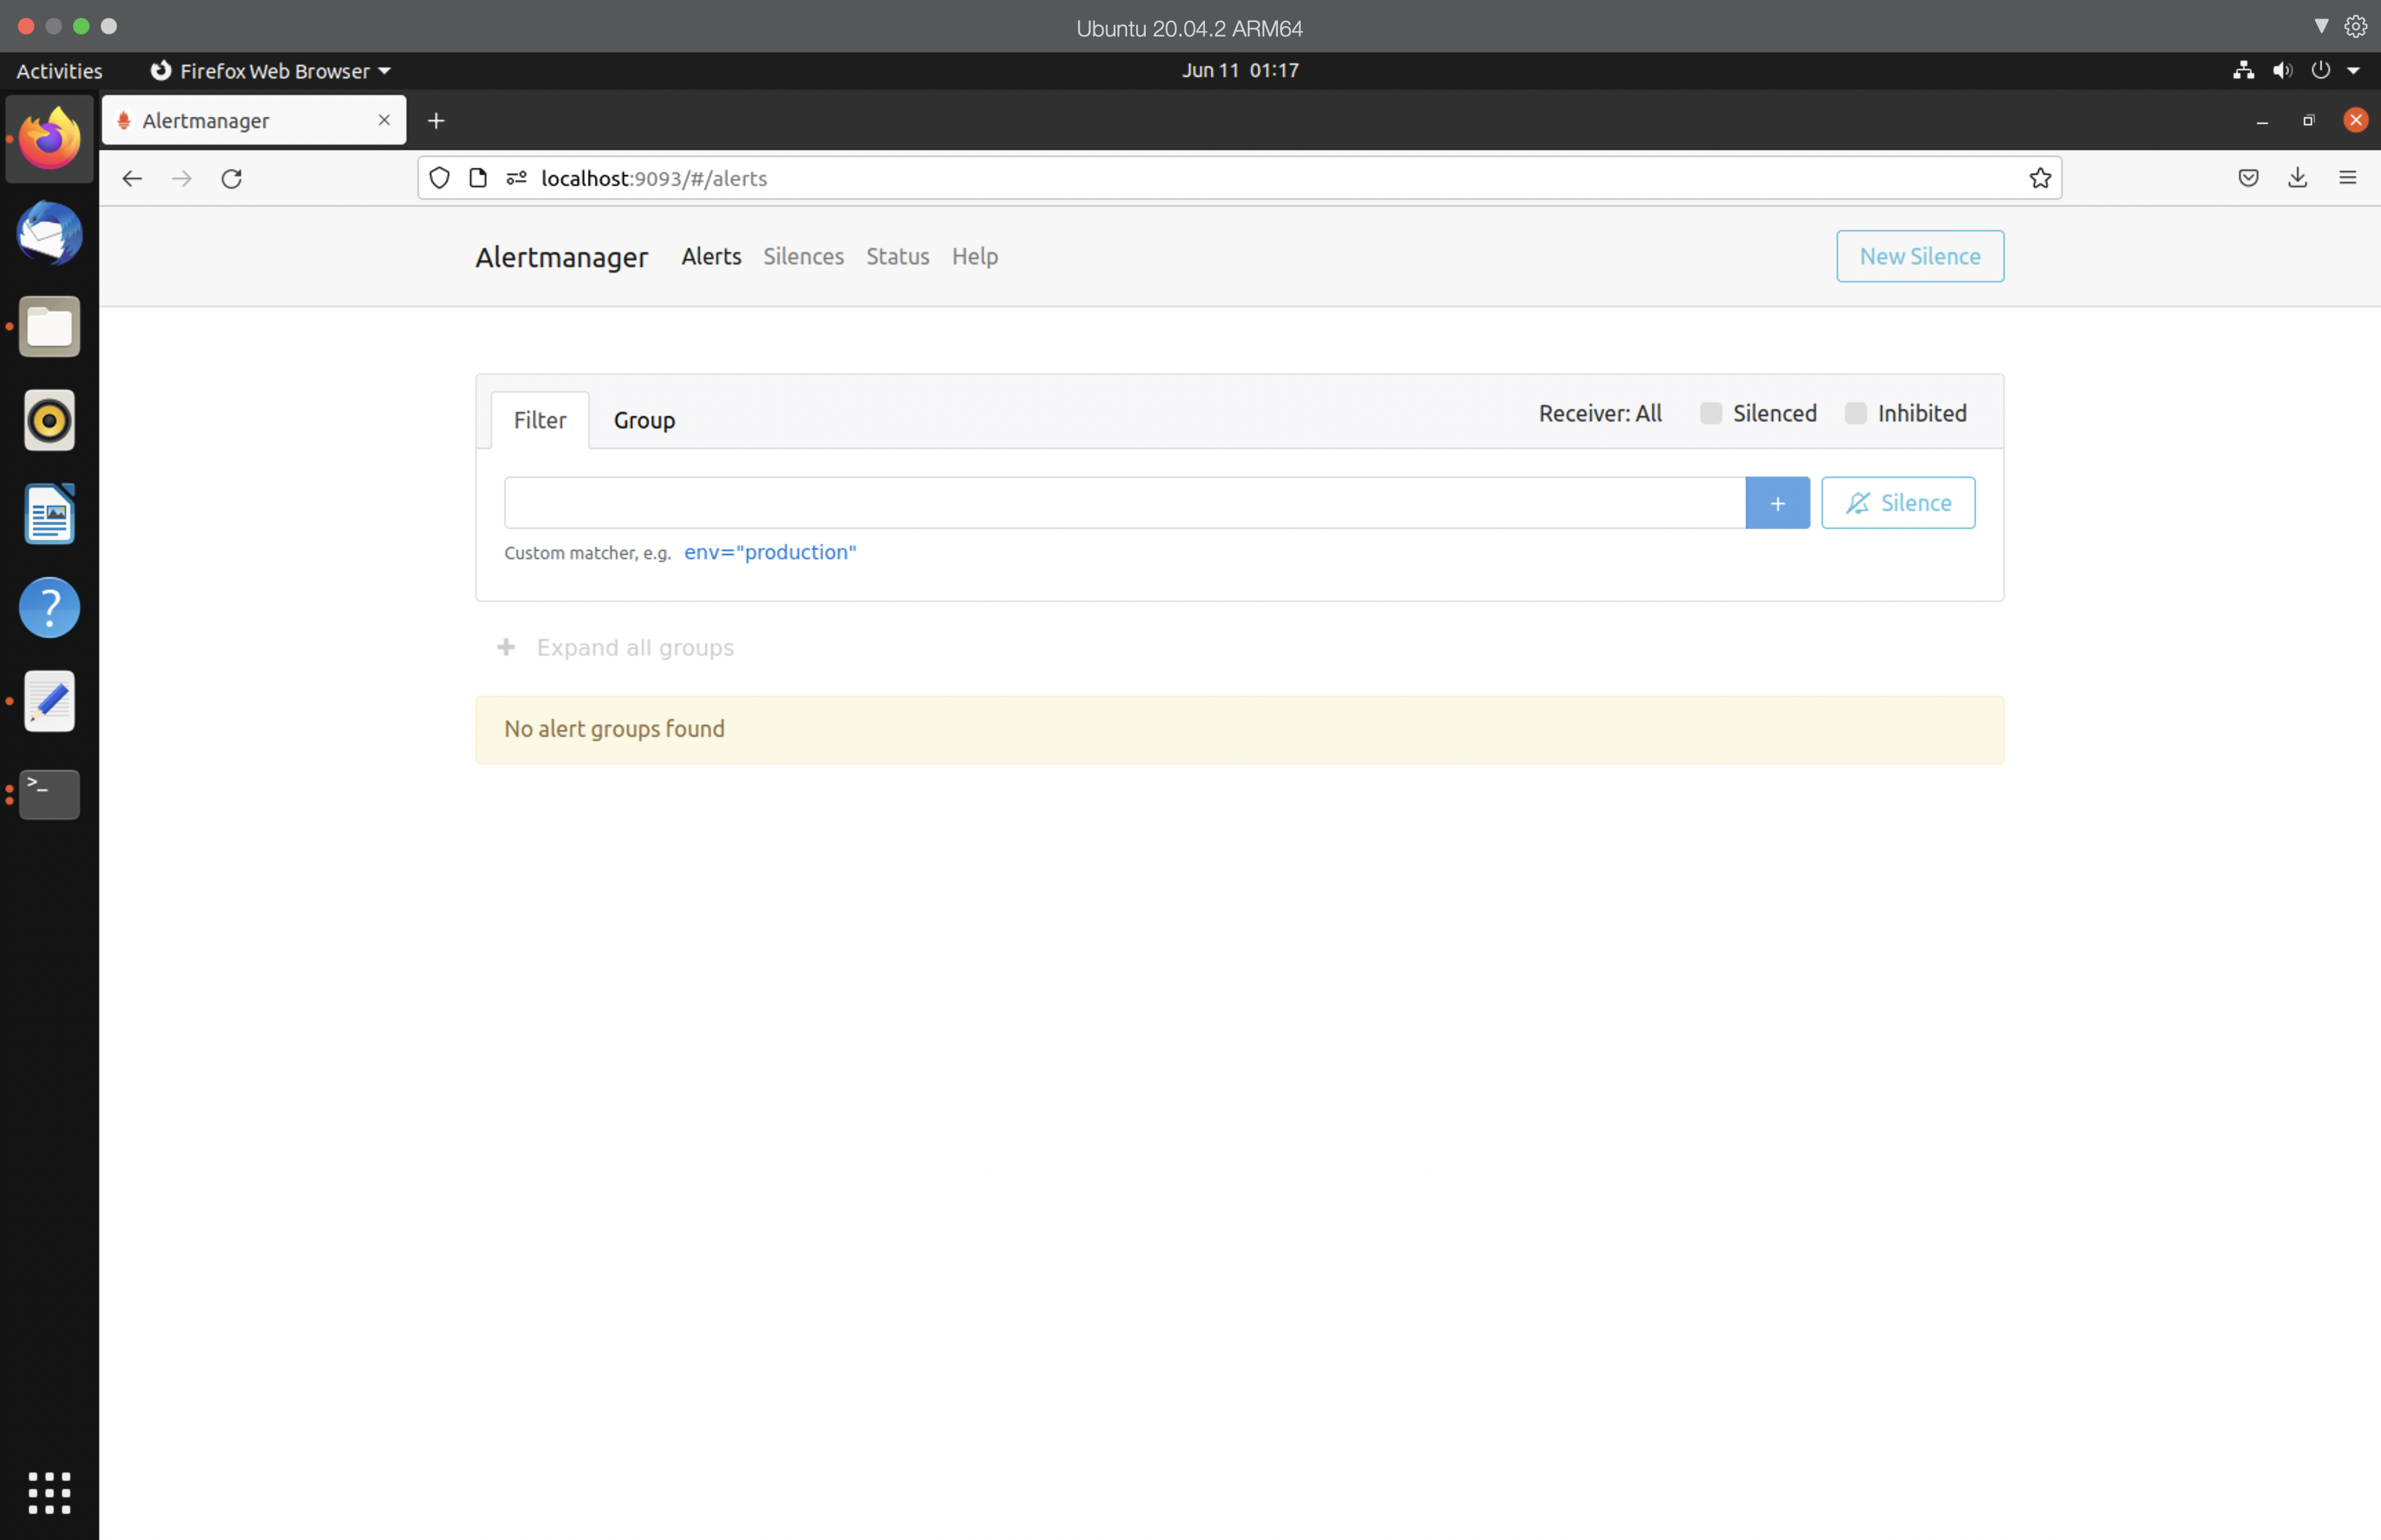 Ubuntu 20.04.2 ARM64
Activities Firefox Web Browser Jun 11 01:17
Alertmanager
localhost:9093/#/alerts
Alertmanager Alerts Silences Status Help New Silence
Filter Group Receiver: All Silenced Inhibited
+ Silence
Custom matcher, e.g. env="production"
+ Expand all groups
No alert groups found